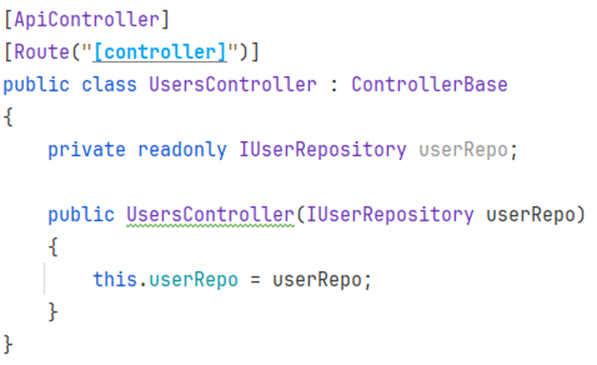 [ApiController]
[Route("[controller]")]
public class UsersController : ControllerBase
{
    private readonly IUserRepository userRepo;

    public UsersController(IUserRepository userRepo)
    {
        this.userRepo = userRepo;
    }
}